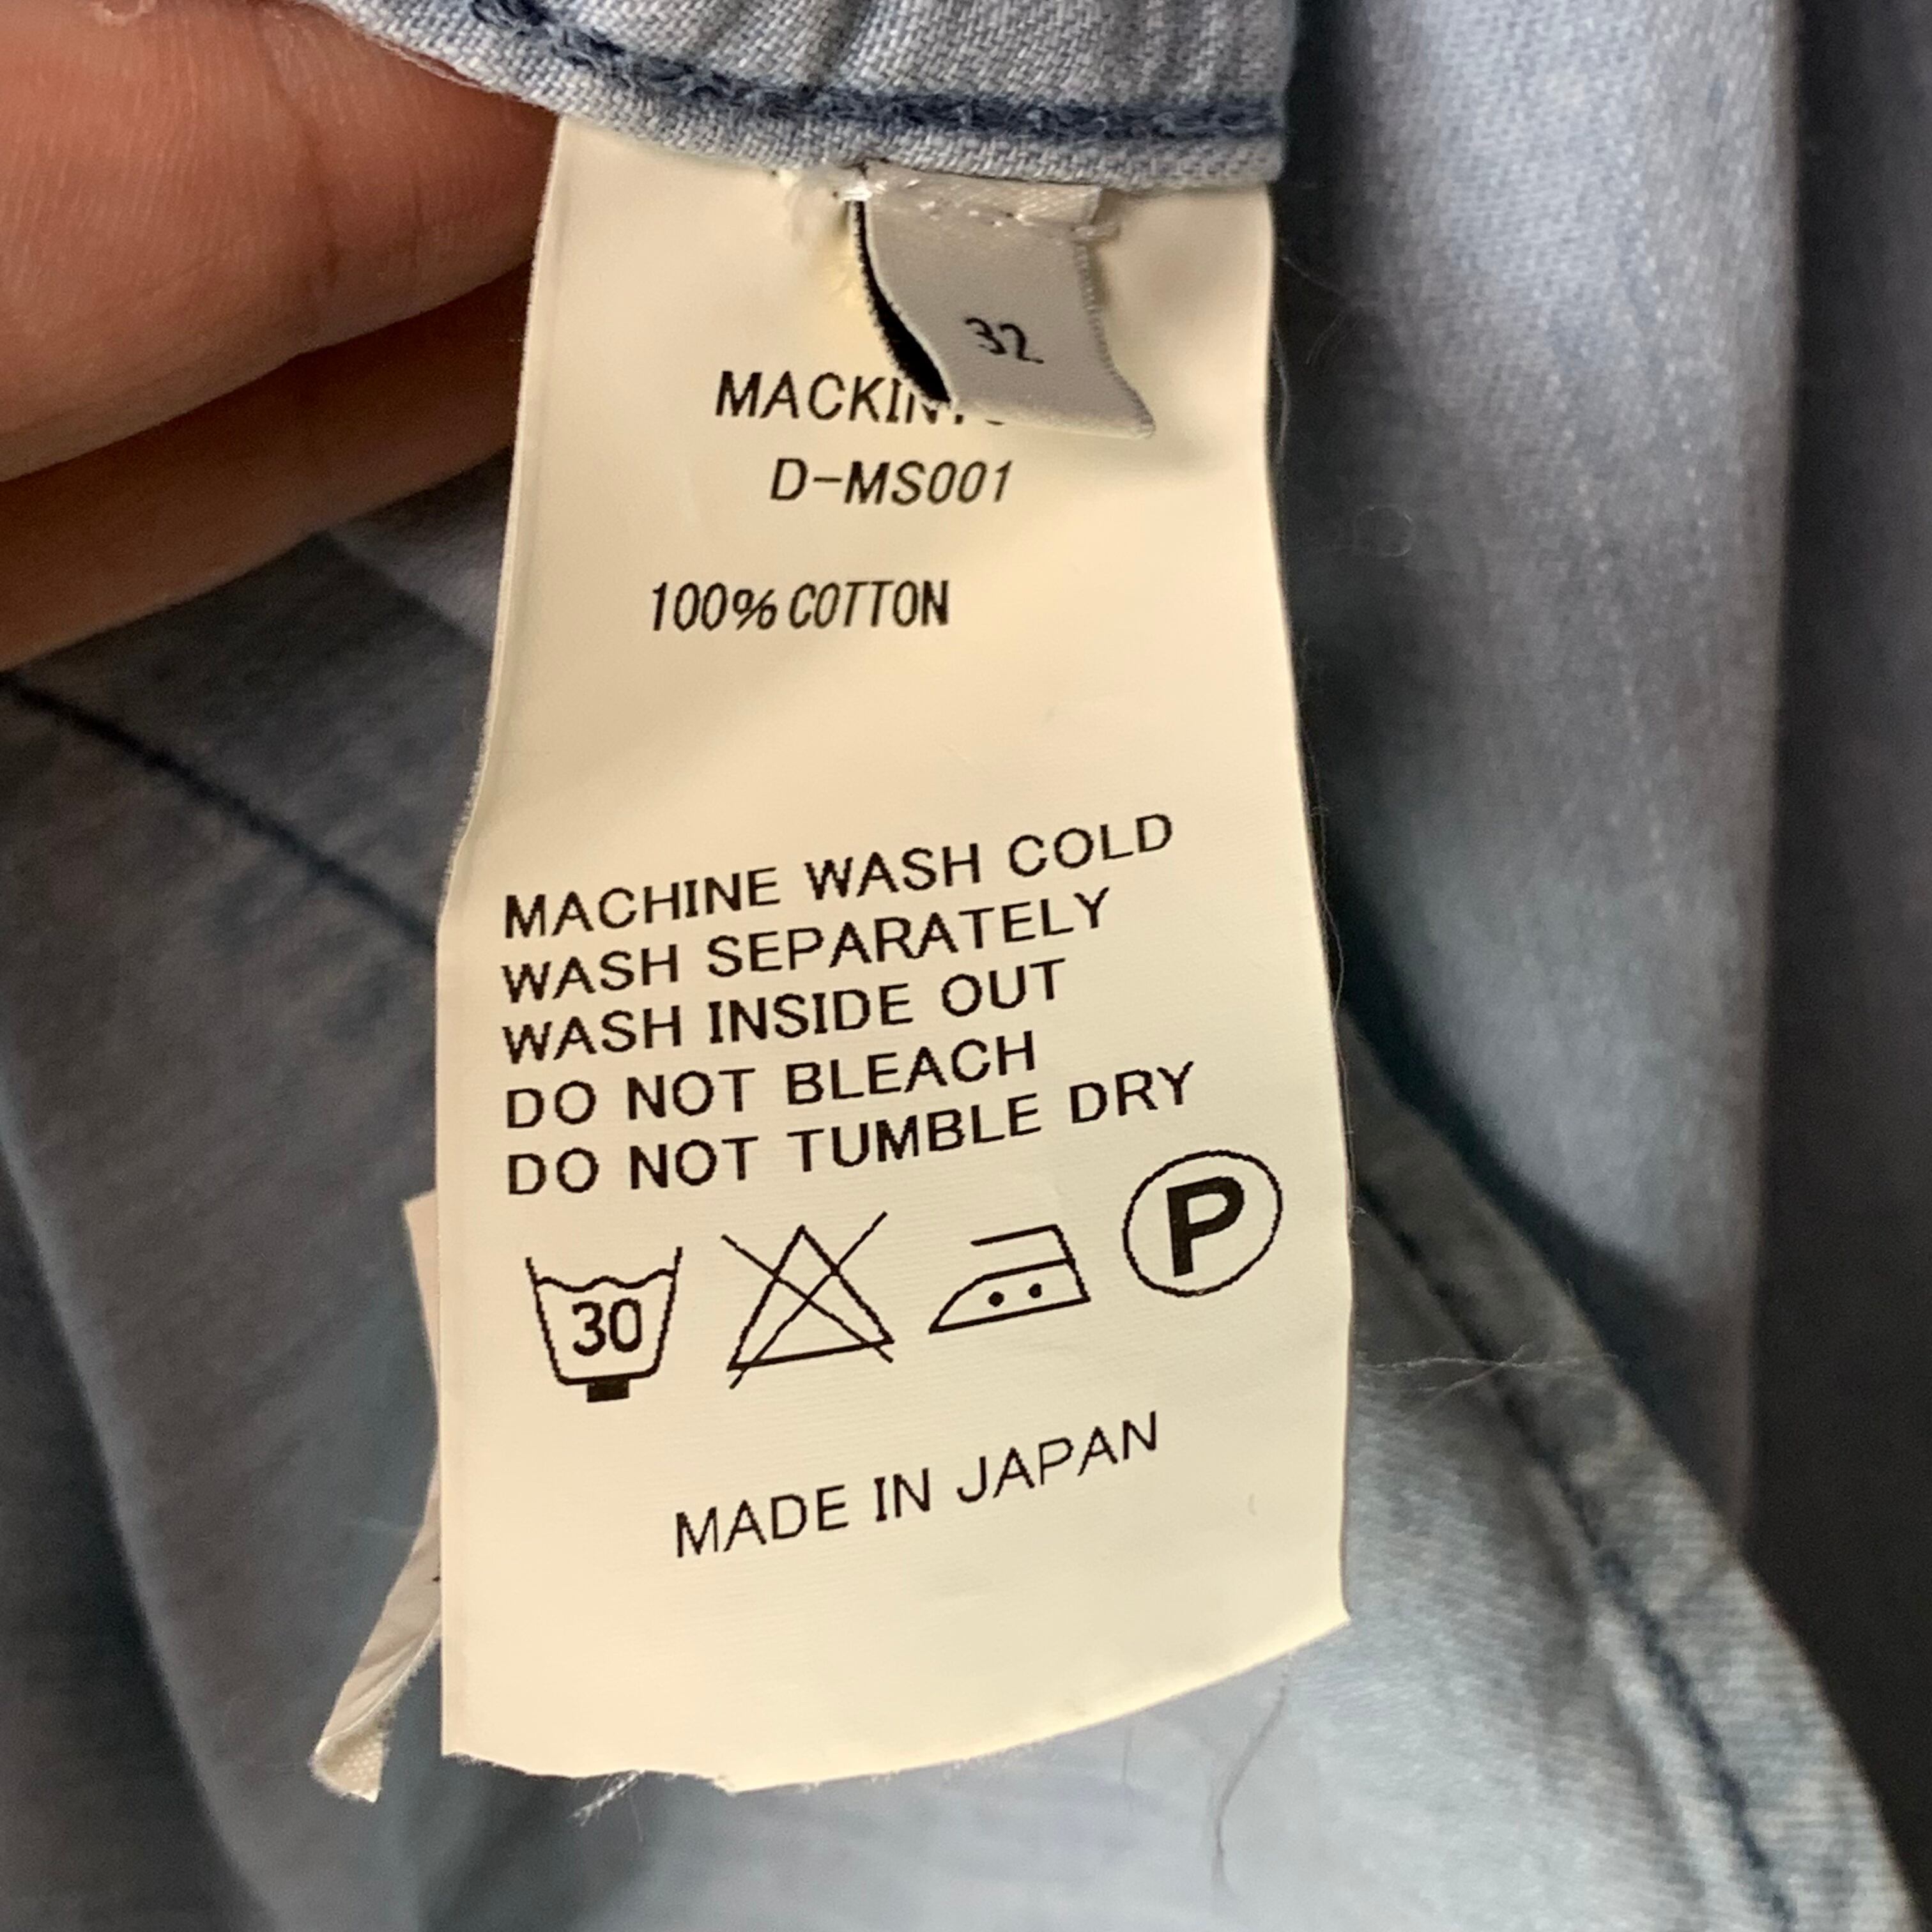 32
D-MS001
100% COTTON
MACHINE WASH COLD
WASH SEPARATELY
WASH INSIDE OUT
DO NOT BLEACH
DO NOT TUMBLE DRY
30
P
MADE IN JAPAN